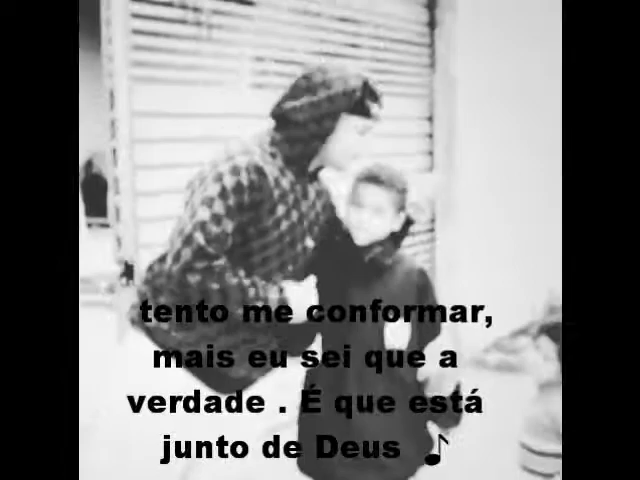 tento me conformar,
mais eu sei que a
verdade . É que está
junto de Deus ♪